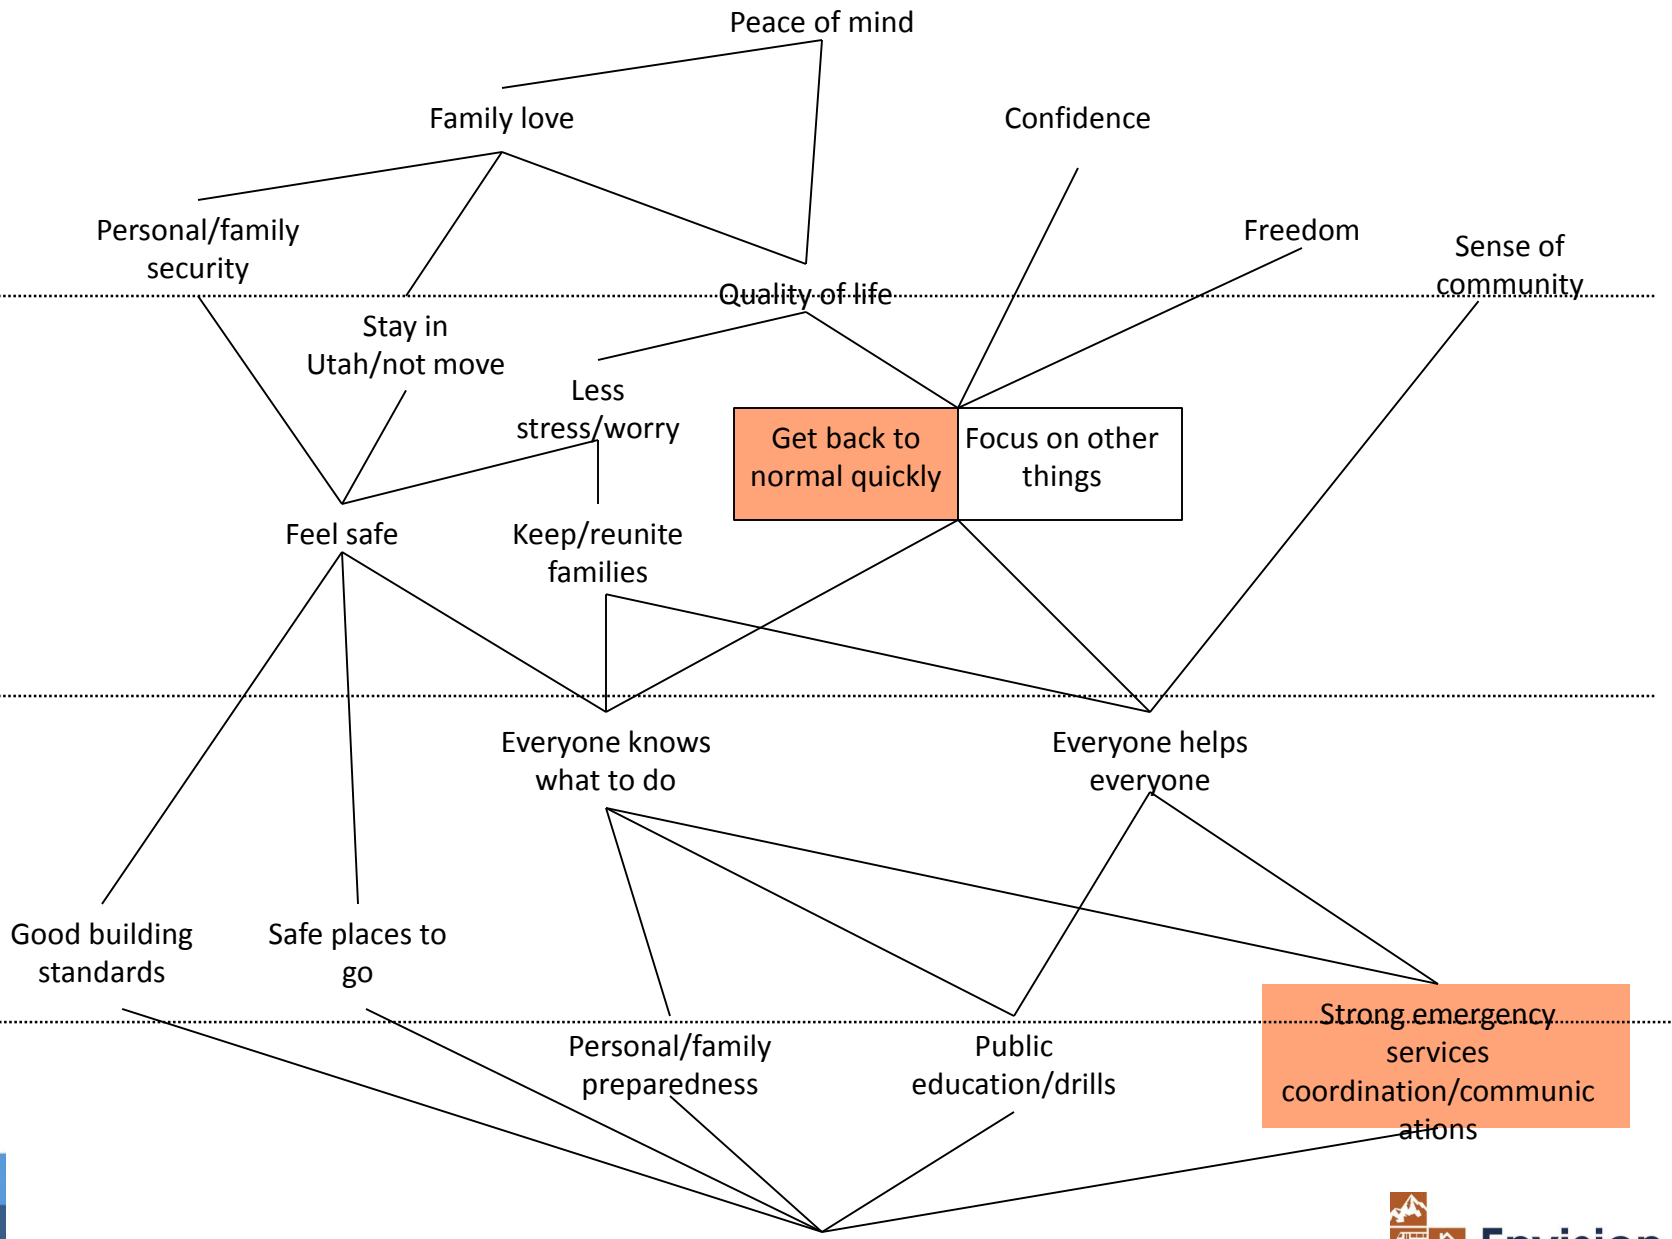 Peace of mind
Family love
Confidence
Personal/family
security
Freedom
Sense of
community
Quality of life
Stay in
Utah/not move
Less
stress/worry
Get back to
normal quickly
Focus on other
things
Feel safe
Keep/reunite
families
Everyone knows
what to do
Everyone helps
everyone
Good building
standards
Safe places to
go
Personal/family
preparedness
Public
education/drills
Strong emergency
services
coordination/communic
ations
Envision